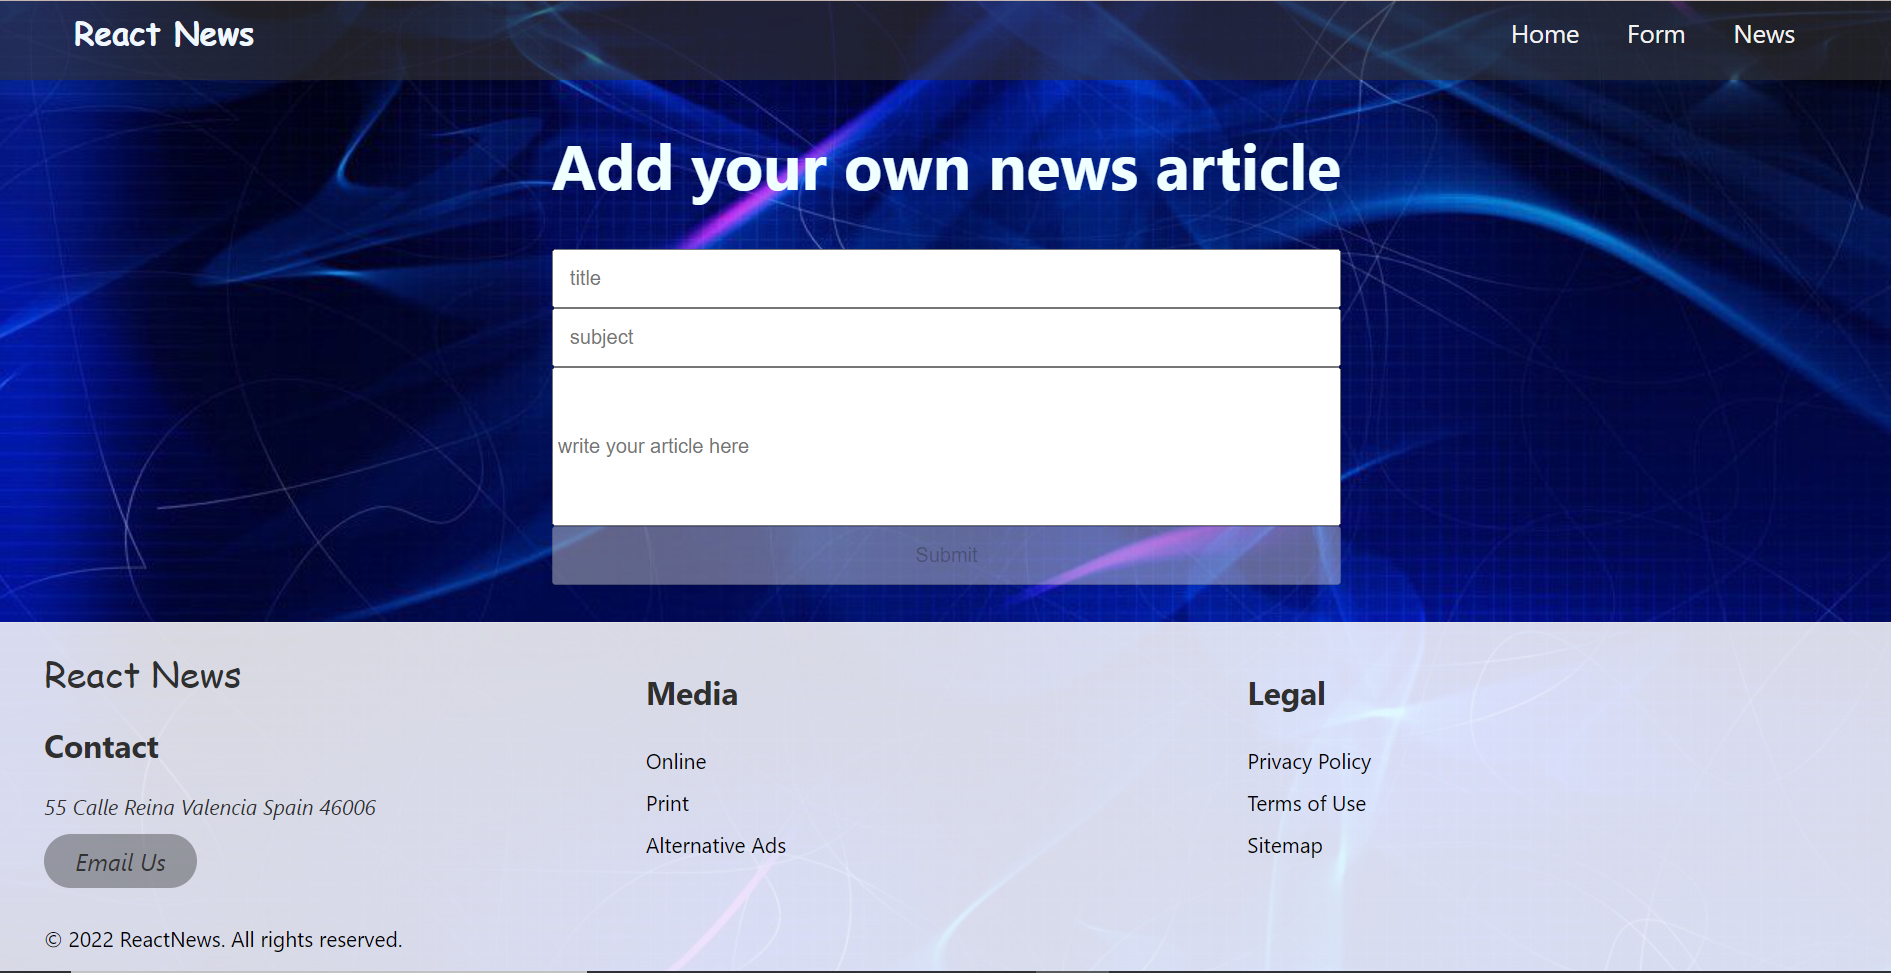 React News
Home Form News
Add your own news article
title
subject
write your article here
Submit
React News
Contact
55 Calle Reina Valencia Spain 46006
Email Us
© 2022 ReactNews. All rights reserved.
Media
Online
Print
Alternative Ads
Legal
Privacy Policy
Terms of Use
Sitemap